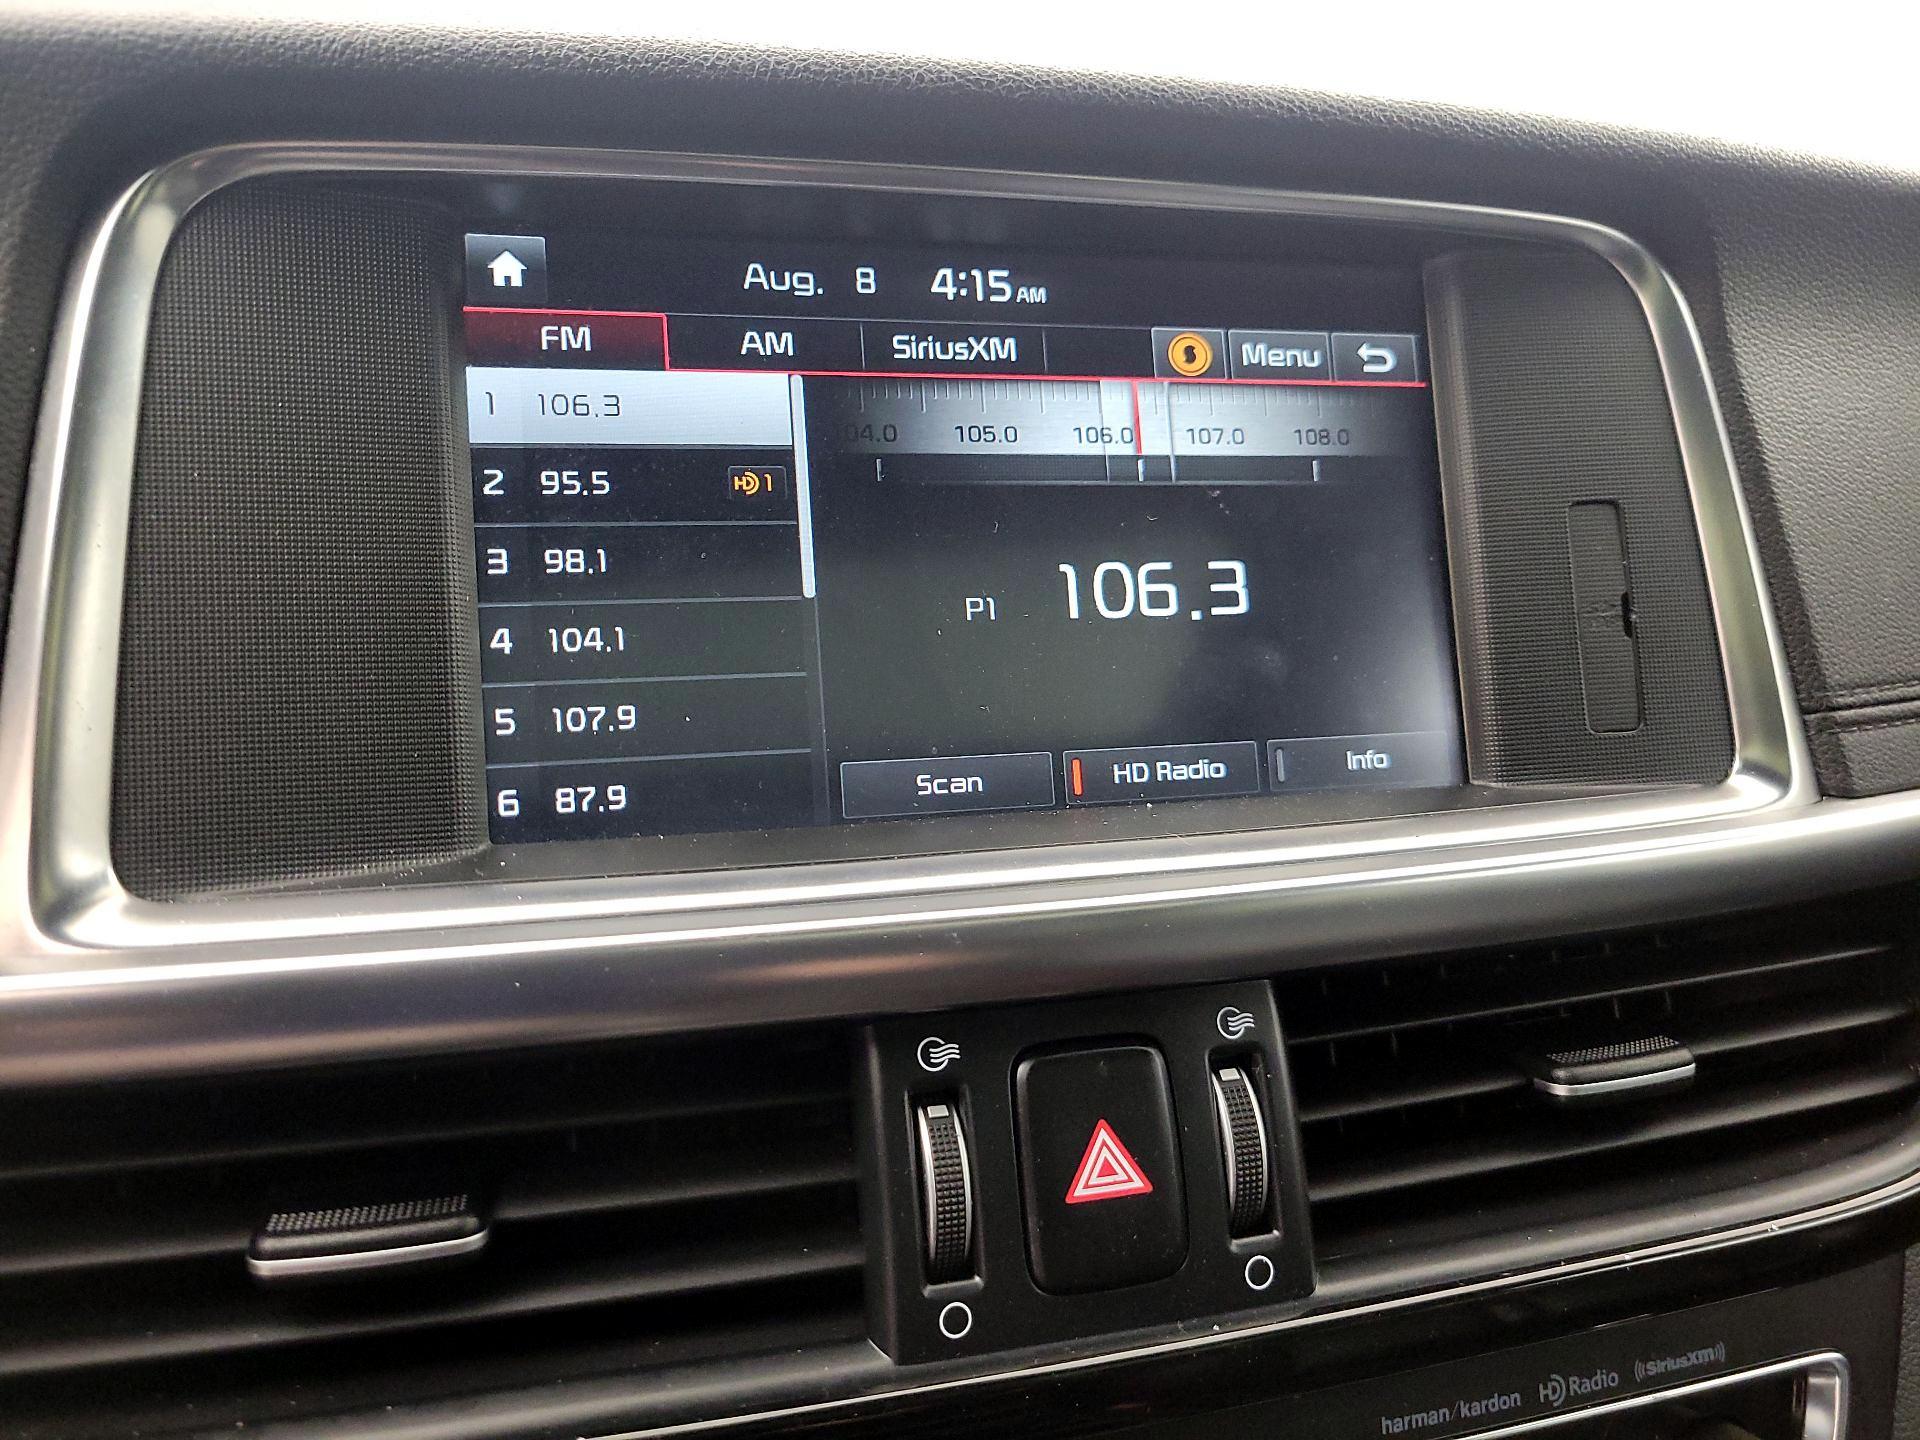 Aug. 8 4:15 AM
FM AM SiriusXM Menu
1 106.3
04.0 105.0 106.0 107.0 108.0
2 95.5 HD 1
3 98.1
P1 106.3
4 104.1
5 107.9
6 87.9
Scan HD Radio Info
harman/kardon HD Radio ((SiriusXM))